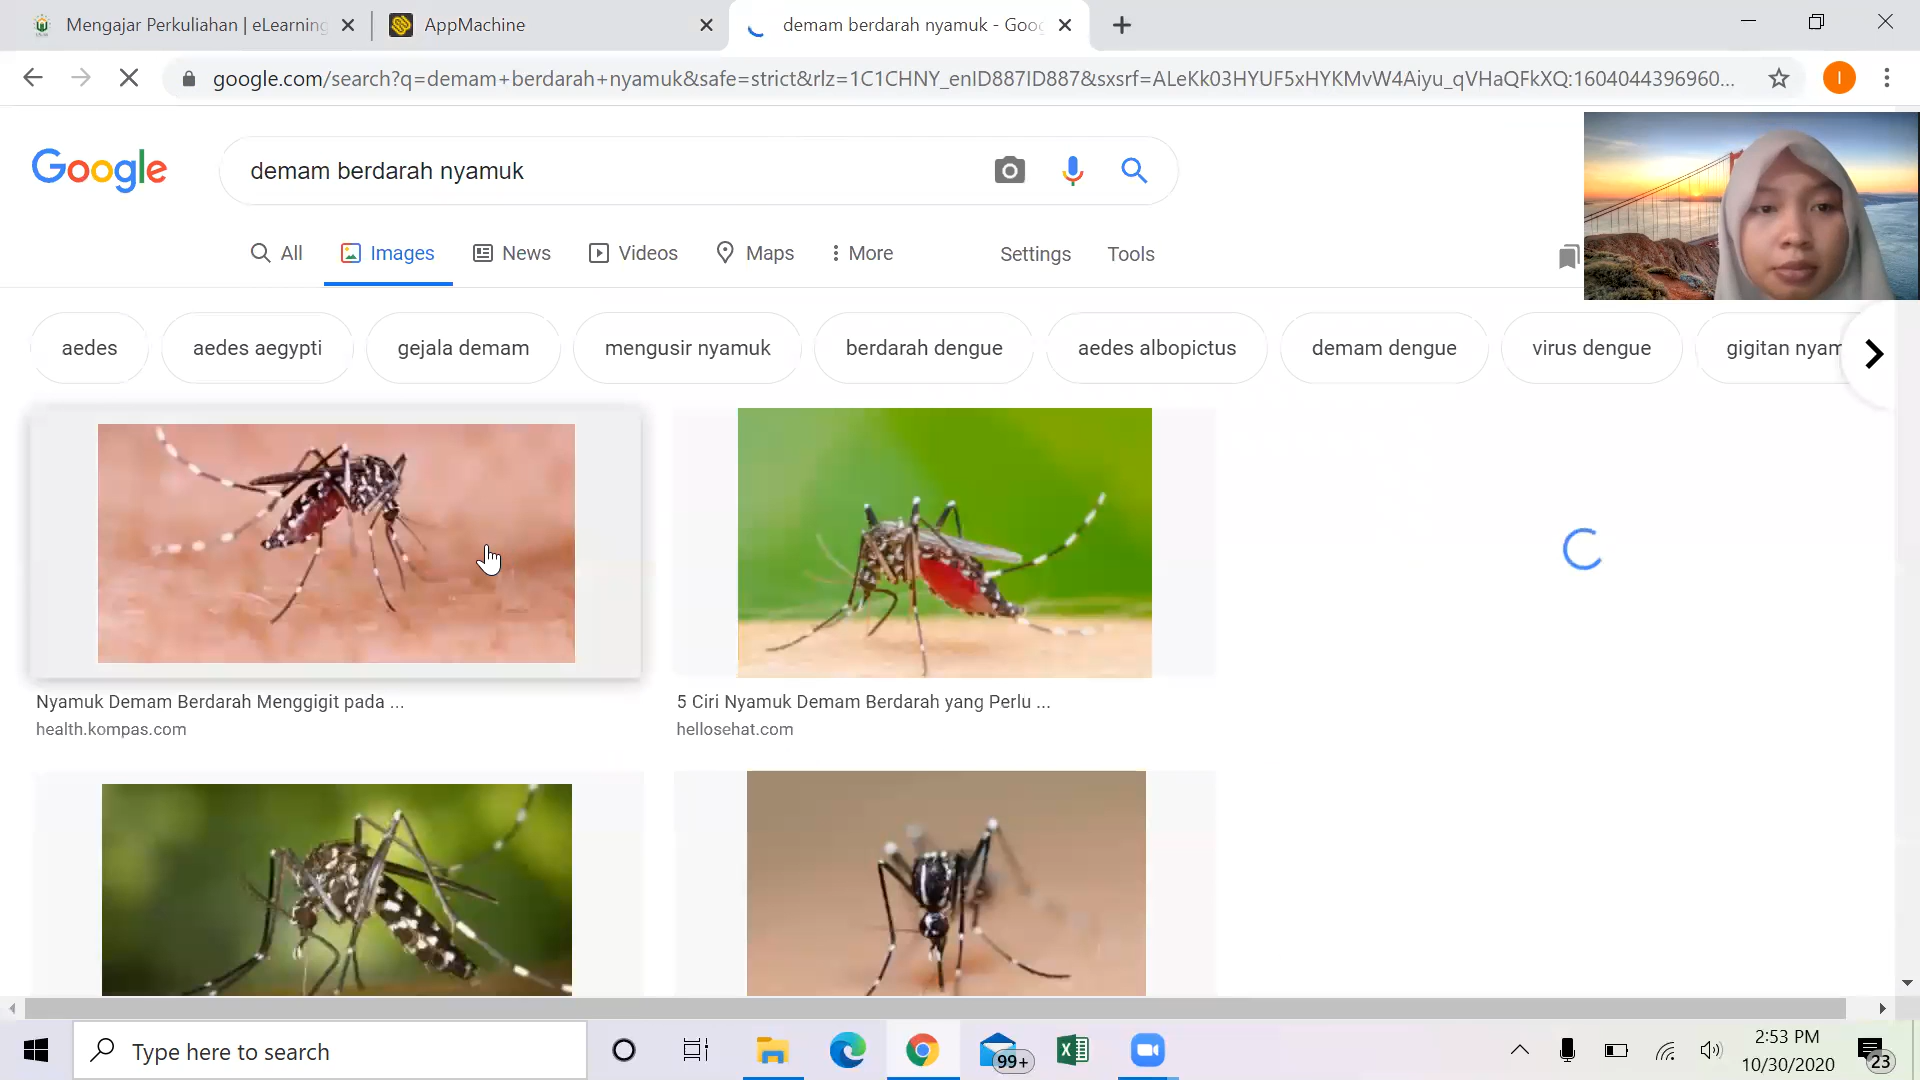 Mengajar Perkuliahan | eLearning
AppMachine
demam berdarah nyamuk - Goo
google.com/search?q=demam+berdarah+nyamuk&safe=strict&rlz=1C1CHNY_enID887ID887&sxsrf=ALeKk03HYUF5xHYKMvW4Aiyu_qVHaQFkXQ:1604044396960...
I
Google
demam berdarah nyamuk
All
Images
News
Videos
Maps
More
Settings
Tools
aedes
aedes aegypti
gejala demam
mengusir nyamuk
berdarah dengue
aedes albopictus
demam dengue
virus dengue
gigitan nyam
Nyamuk Demam Berdarah Menggigit pada ...
health.kompas.com
5 Ciri Nyamuk Demam Berdarah yang Perlu ...
hellosehat.com
Type here to search
99+
2:53 PM
10/30/2020
23